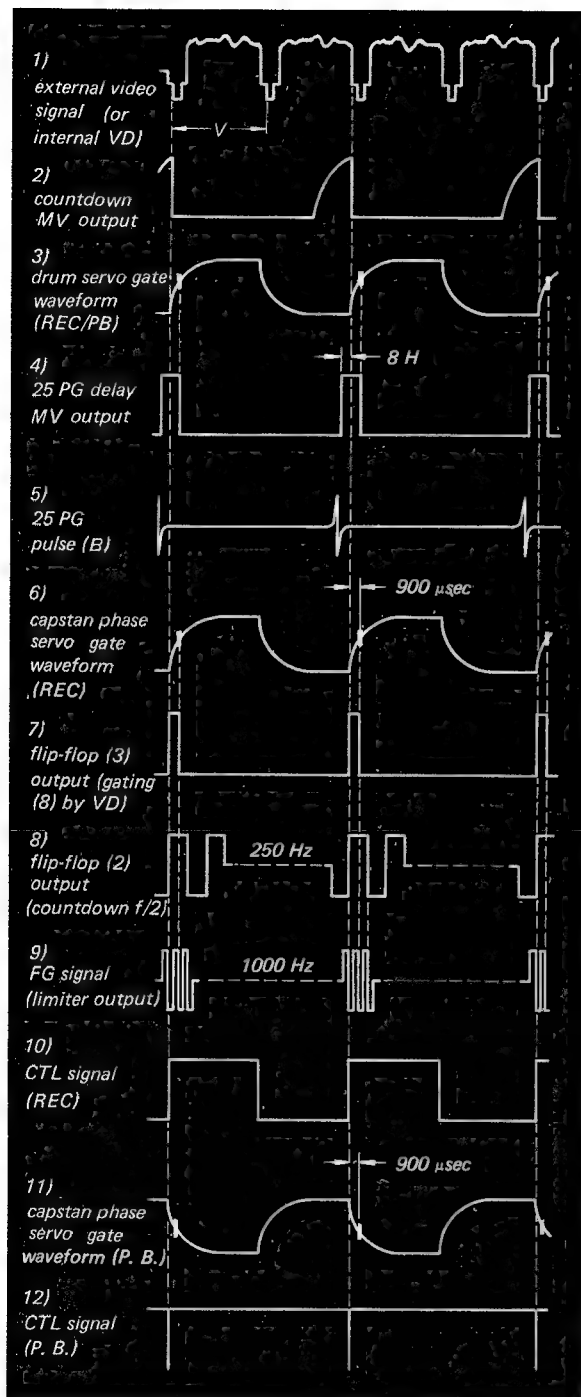 1)
external video
signal (or
internal VD)
V
2)
countdown
MV output
3)
drum servo gate
waveform
(REC/PB)
8 H
4)
25 PG delay
MV output
5)
25 PG
pulse (B)
900 μsec
6)
capstan phase
servo gate
waveform
(REC)
7)
flip-flop (3)
output (gating
(8) by VD)
8)
flip-flop (2)
output
(countdown f/2)
250 Hz
9)
FG signal
(limiter output)
1000 Hz
10)
CTL signal
(REC)
900 μsec
11)
capstan phase
servo gate
waveform (P. B.)
12)
CTL signal
(P. B.)